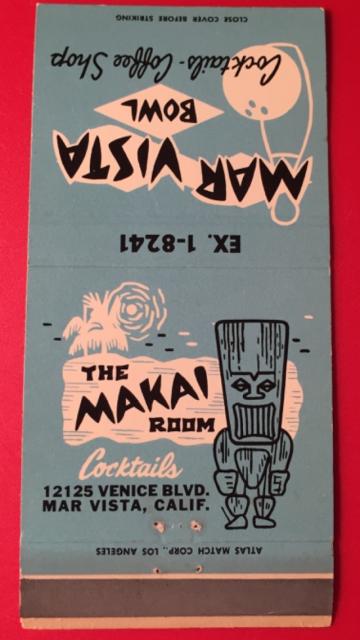 CLOSE COVER BEFORE STRIKING
Cocktails - Coffee Shop
BOWL
MAR VISTA
EX. 1-8241
THE
MAKAI
ROOM
Cocktails
12125 VENICE BLVD.
MAR VISTA, CALIF.
ATLAS MATCH CORP., LOS ANGELES